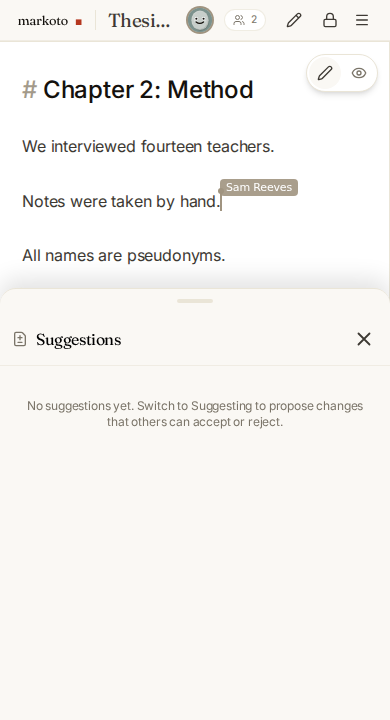 markoto
Thesi...
2
# Chapter 2: Method
We interviewed fourteen teachers.
Sam Reeves
Notes were taken by hand.
All names are pseudonyms.
Suggestions
No suggestions yet. Switch to Suggesting to propose changes
that others can accept or reject.